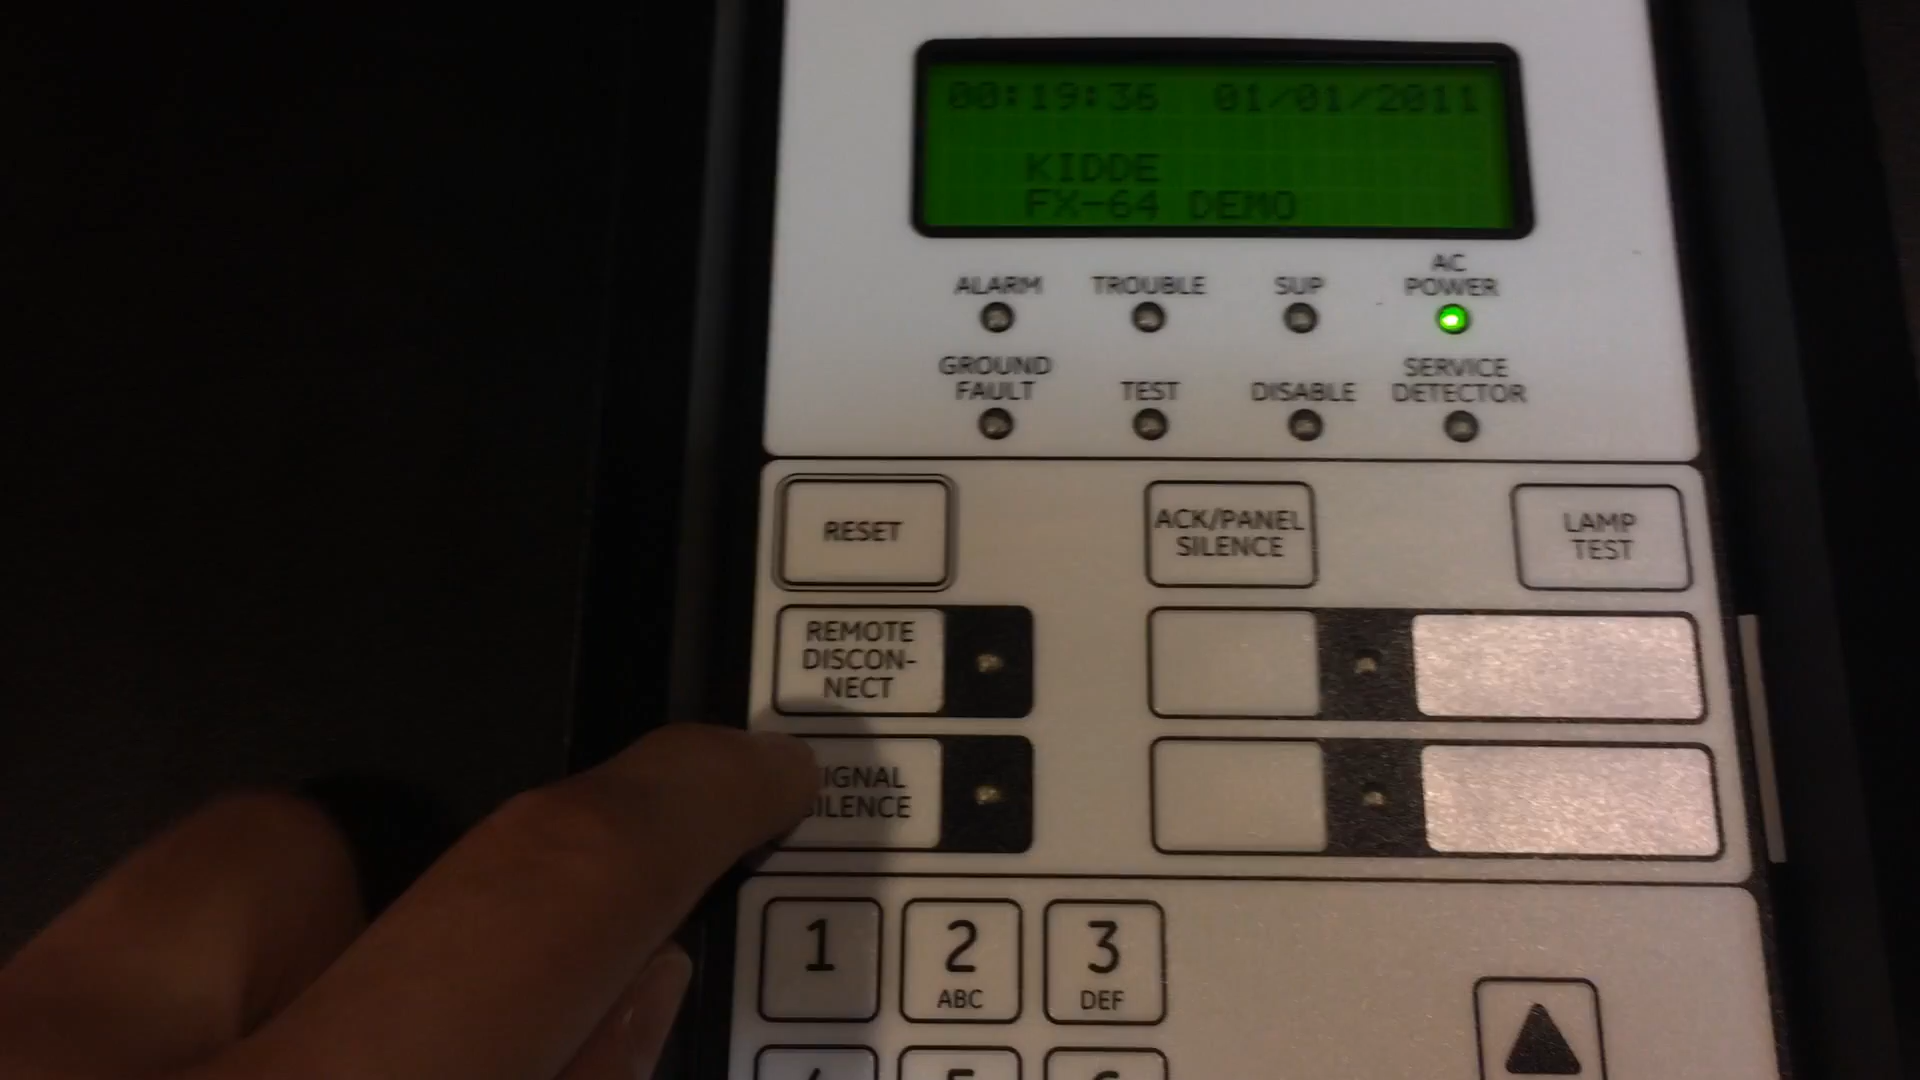 00:19:36 01/01/2011
KIDDE
FX-64 DEMO
ALARM TROUBLE SUP AC POWER
GROUND FAULT TEST DISABLE SERVICE DETECTOR
RESET
ACK/PANEL
SILENCE
LAMP
TEST
REMOTE
DISCON-
NECT
IGNAL
SILENCE
1 2 3
ABC DEF